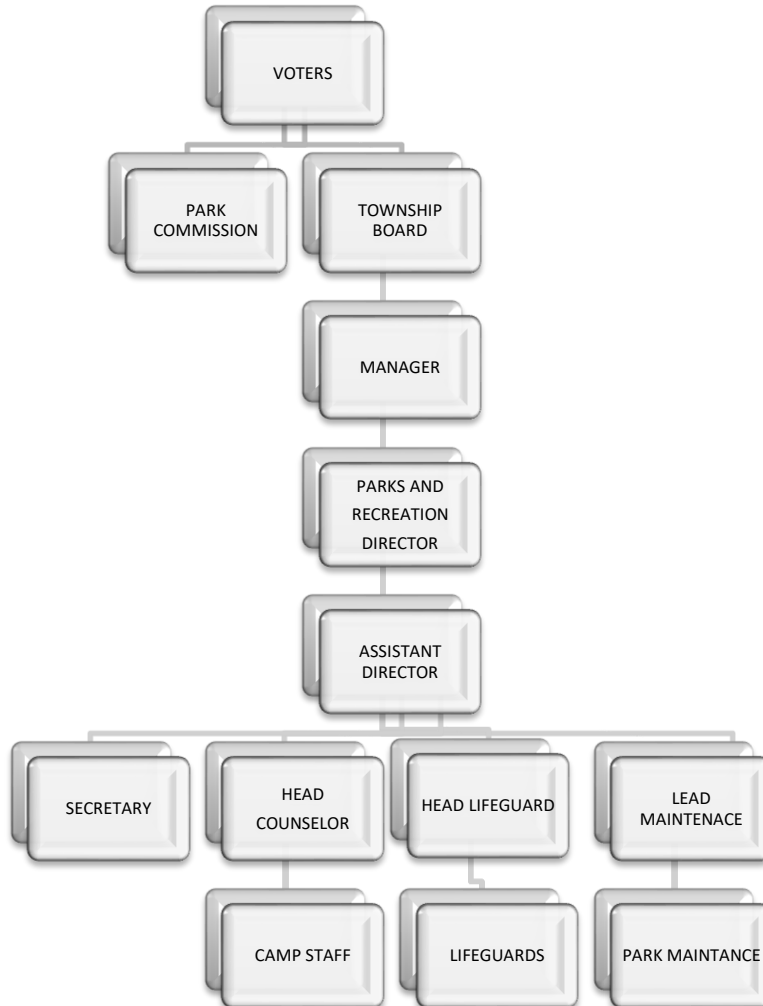 VOTERS
PARK
COMMISSION
TOWNSHIP
BOARD
MANAGER
PARKS AND
RECREATION
DIRECTOR
ASSISTANT
DIRECTOR
SECRETARY
HEAD
COUNSELOR
HEAD LIFEGUARD
LEAD
MAINTENACE
CAMP STAFF
LIFEGUARDS
PARK MAINTANCE